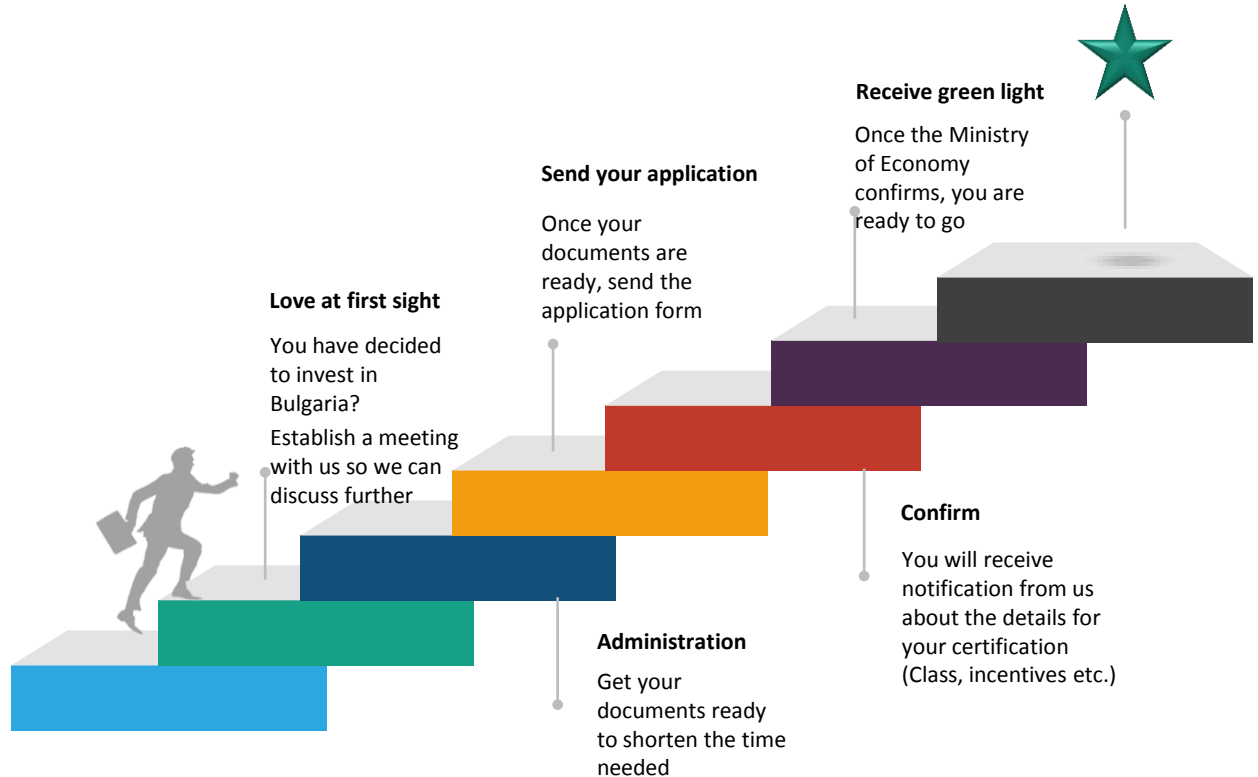 Love at first sight
You have decided
to invest in
Bulgaria?
Establish a meeting
with us so we can
discuss further
Administration
Get your
documents ready
to shorten the time
needed
Send your application
Once your
documents are
ready, send the
application form
Confirm
You will receive
notification from us
about the details for
your certification
(Class, incentives etc.)
Receive green light
Once the Ministry
of Economy
confirms, you are
ready to go